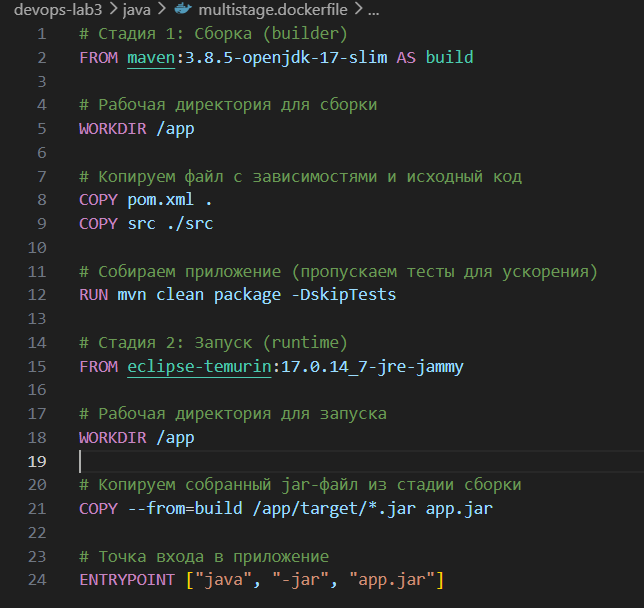 devops-lab3 > java > multistage.dockerfile > ...
1 # Стадия 1: Сборка (builder)
2 FROM maven:3.8.5-openjdk-17-slim AS build
3
4 # Рабочая директория для сборки
5 WORKDIR /app
6
7 # Копируем файл с зависимостями и исходный код
8 COPY pom.xml .
9 COPY src ./src
10
11 # Собираем приложение (пропускаем тесты для ускорения)
12 RUN mvn clean package -DskipTests
13
14 # Стадия 2: Запуск (runtime)
15 FROM eclipse-temurin:17.0.14_7-jre-jammy
16
17 # Рабочая директория для запуска
18 WORKDIR /app
19
20 # Копируем собранный jar-файл из стадии сборки
21 COPY --from=build /app/target/*.jar app.jar
22
23 # Точка входа в приложение
24 ENTRYPOINT ["java", "-jar", "app.jar"]